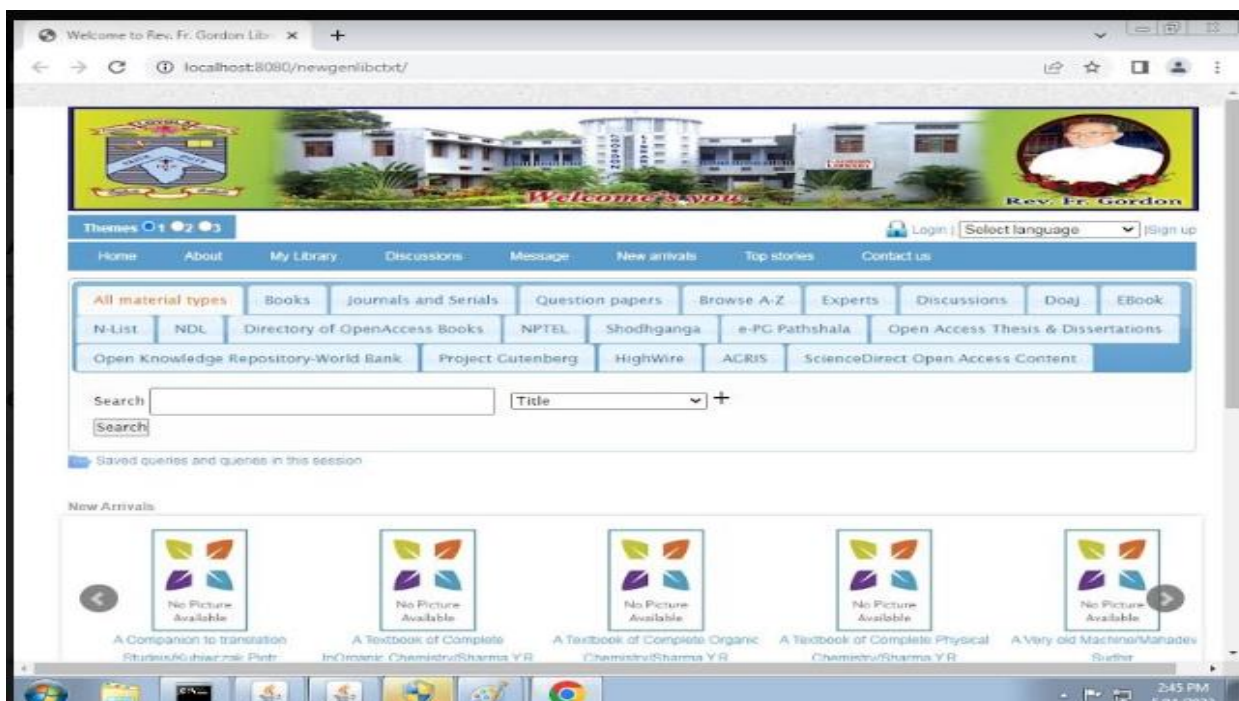 Welcome to Rev. Fr. Gordon Lib
localhost:8080/newgenlibctxt/
LOYOLA
Welcome's you
Rev. Fr. Gordon
Themes 1 2 3
Login | Select language |Sign up
Home About My Library Discussions Message New arrivals Top stories Contact us
All material types Books Journals and Serials Question papers Browse A-Z Experts Discussions Doaj EBook
N-List NDL Directory of OpenAccess Books NPTEL Shodhganga e-PG Pathshala Open Access Thesis & Dissertations
Open Knowledge Repository-World Bank Project Gutenberg HighWire AGRIS ScienceDirect Open Access Content
Search Title +
Search
Saved queries and queries in this session
New Arrivals
No Picture Available No Picture Available No Picture Available No Picture Available No Picture Available
A Companion to translation A Textbook of Complete A Textbook of Complete Organic A Textbook of Complete Physical A Very old Machine/Mahadev
InOrganic Chemistry/Sharma Y R Chemistry/Sharma Y R Chemistry/Sharma Y R Sudhir
2:45 PM